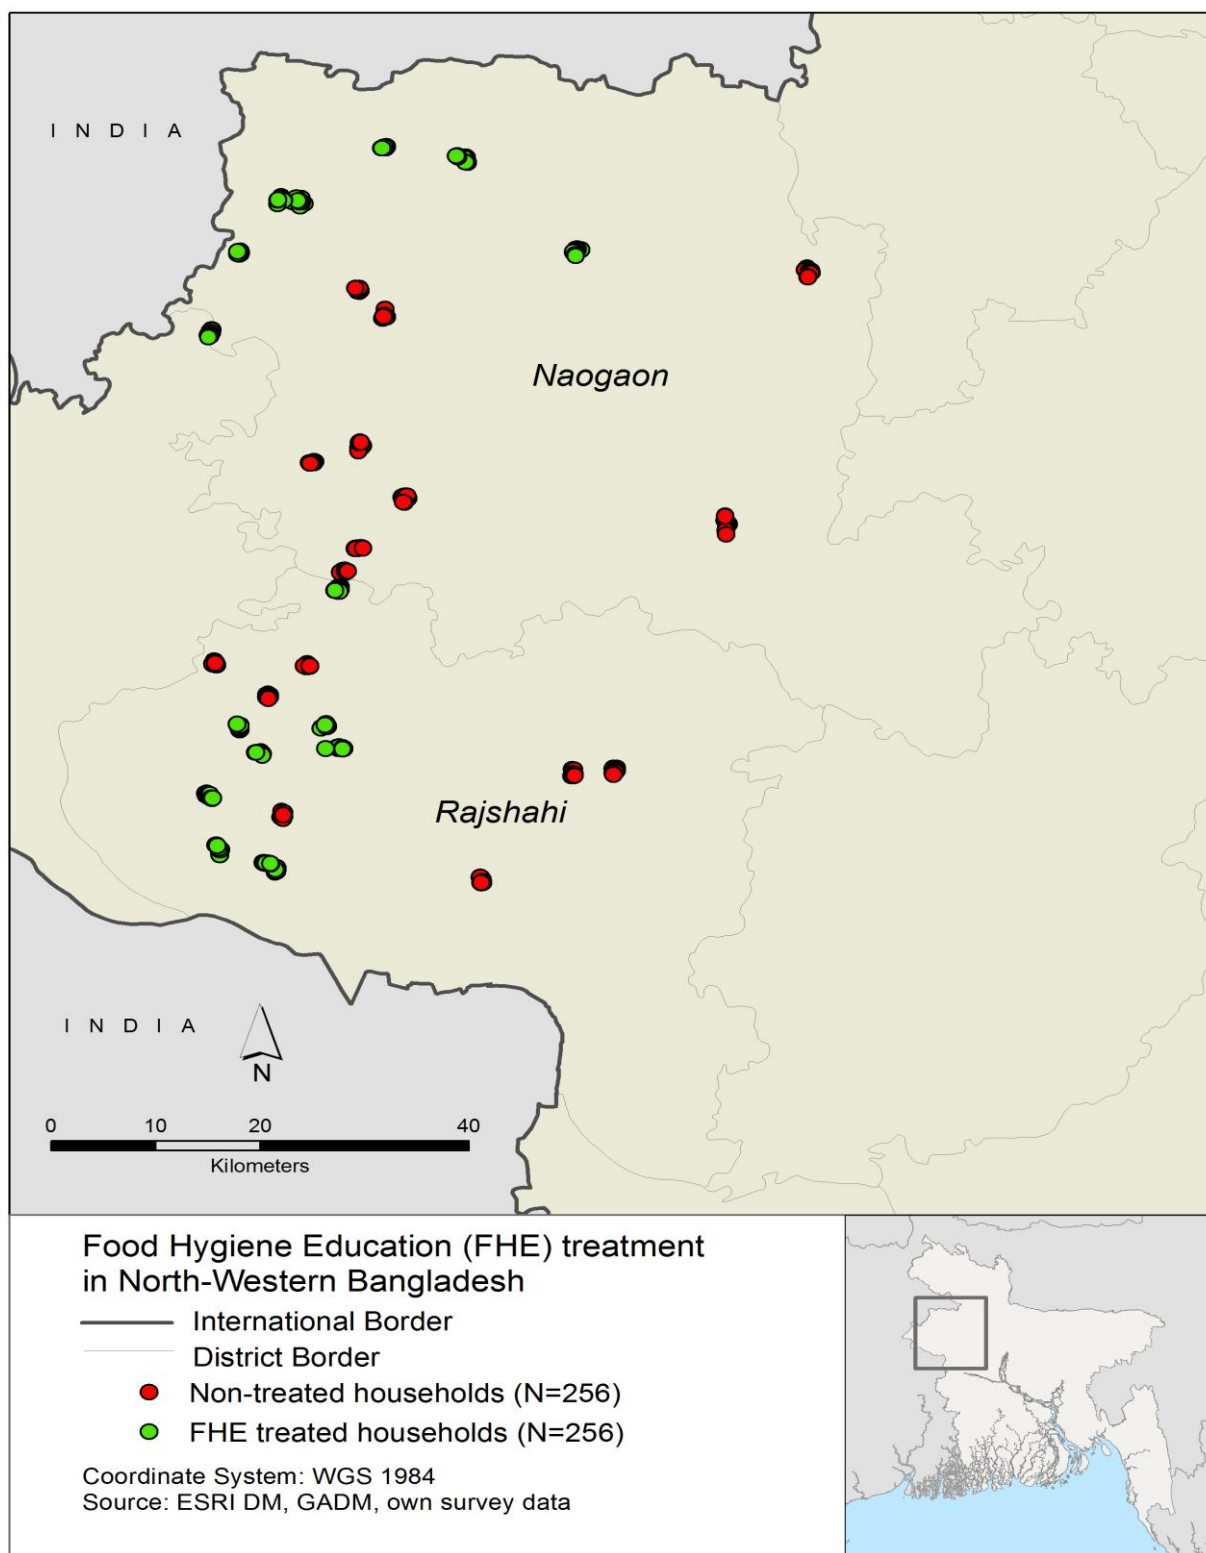 I N D I A
Naogaon
Rajshahi
I N D I A
N
0 10 20 40
Kilometers
Food Hygiene Education (FHE) treatment
in North-Western Bangladesh
International Border
District Border
Non-treated households (N=256)
FHE treated households (N=256)
Coordinate System: WGS 1984
Source: ESRI DM, GADM, own survey data